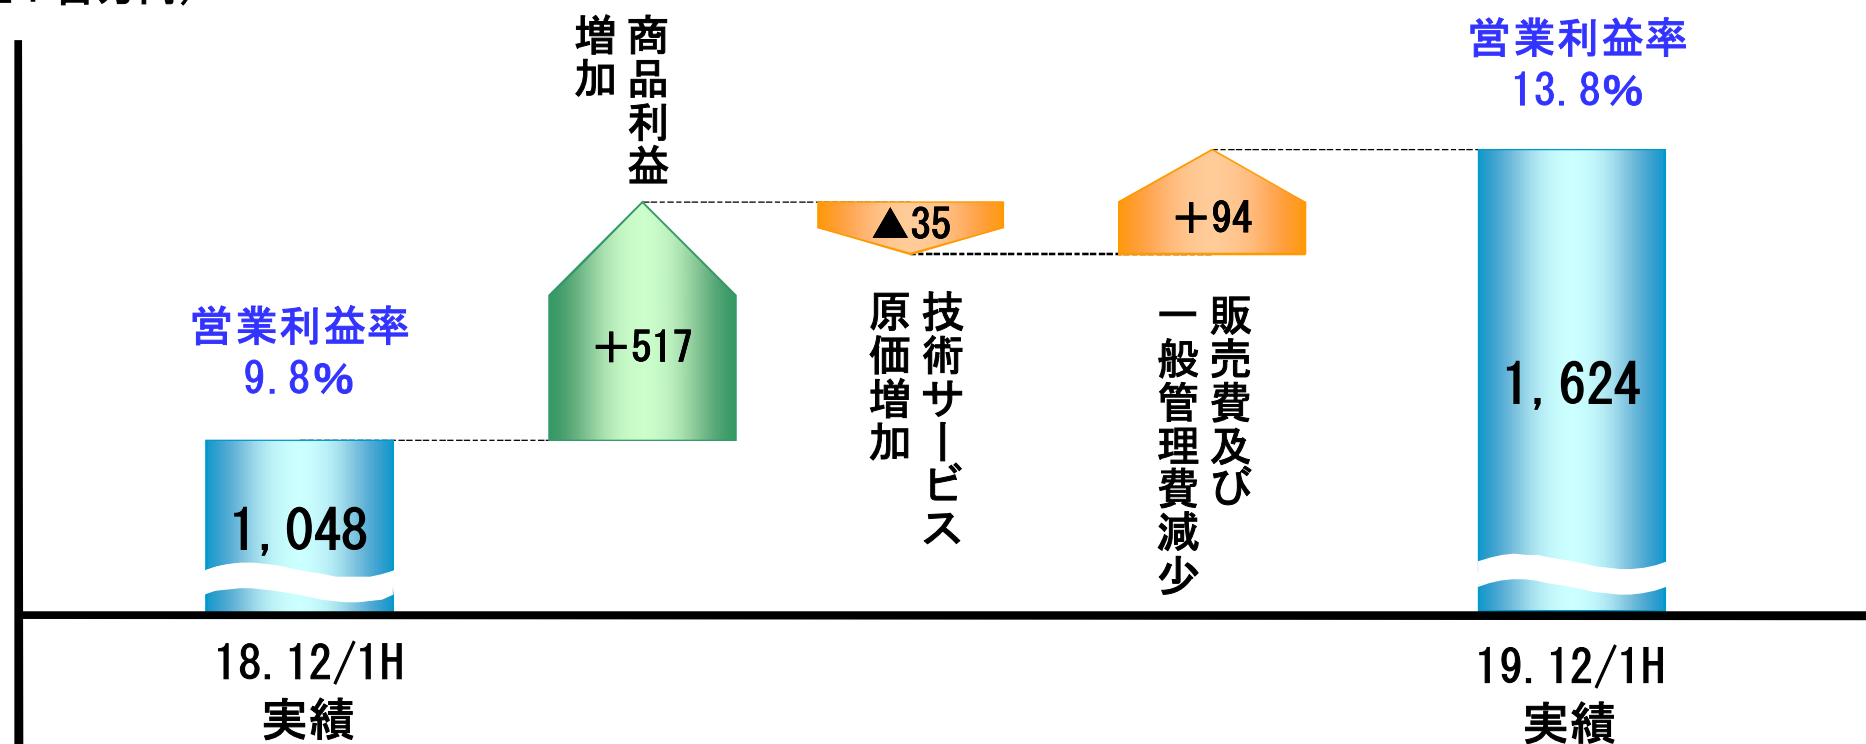 商品利益
増加
営業利益率
13.8%
▲35
+94
営業利益率
9.8%
+517
技術サービス
原価増加
販売費及び
一般管理費減少
1,624
1,048
18.12/1H
実績
19.12/1H
実績